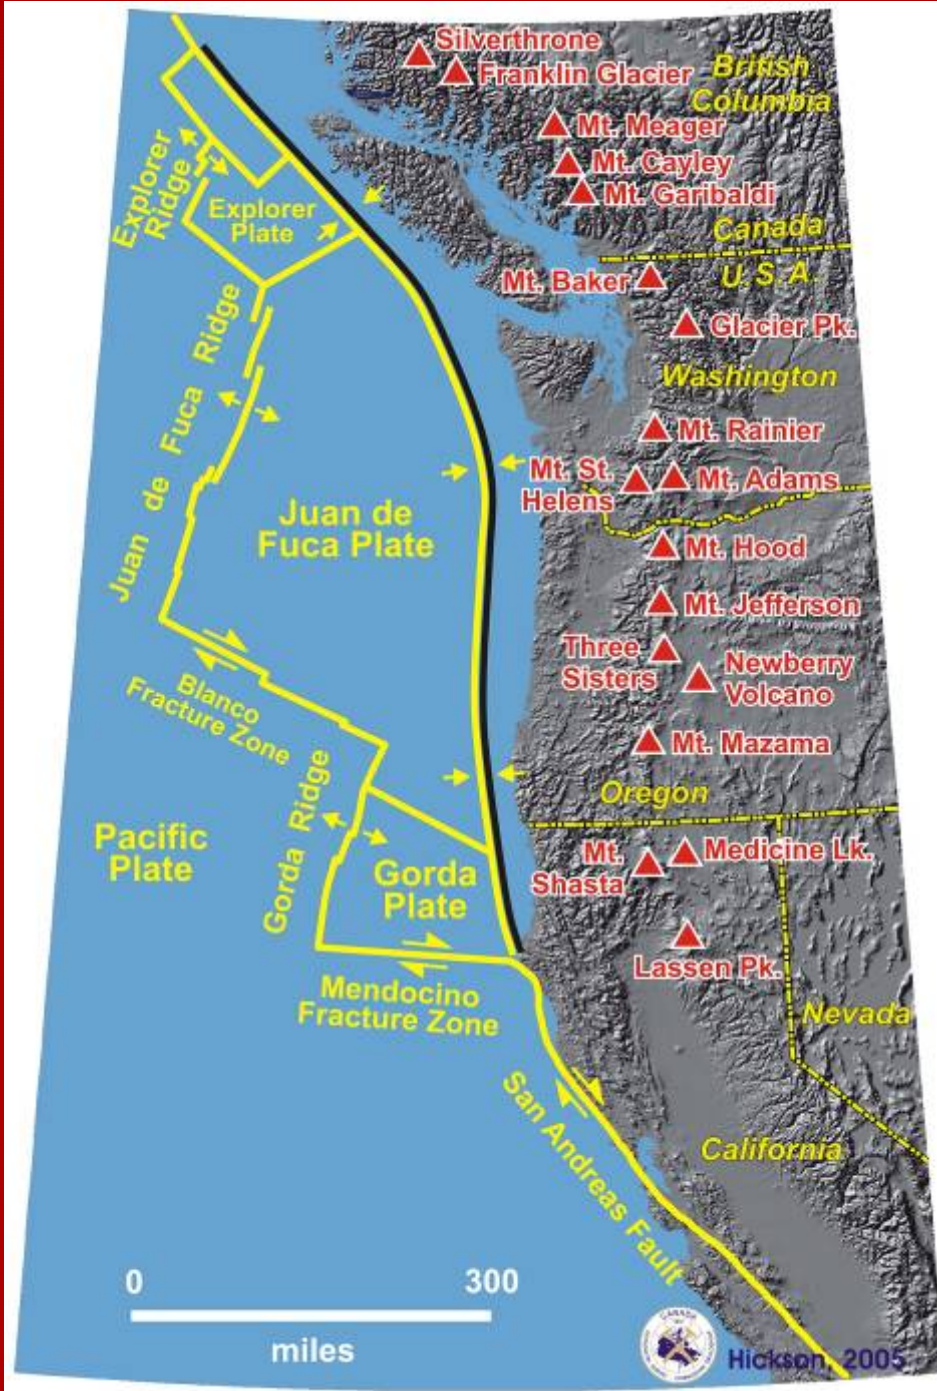 Silverthrone
Franklin Glacier
British
Columbia
Mt. Meager
Mt. Cayley
Mt. Garibaldi
Explorer
Ridge
Explorer
Plate
Canada
U.S.A.
Mt. Baker
Glacier Pk.
Washington
Juan de Fuca Ridge
Mt. Rainier
Mt. St.
Helens
Mt. Adams
Juan de
Fuca Plate
Mt. Hood
Mt. Jefferson
Three
Sisters
Newberry
Volcano
Blanco
Fracture Zone
Mt. Mazama
Oregon
Gorda Ridge
Pacific
Plate
Gorda
Plate
Mt.
Shasta
Medicine Lk.
Lassen Pk.
Mendocino
Fracture Zone
Nevada
San Andreas Fault
California
0 300
miles
CANADA
Hickson, 2005